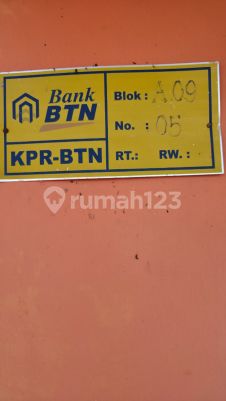 Bank
BTN
KPR-BTN
Blok : A.09
No. : 05
RT.: RW. :
rumah123